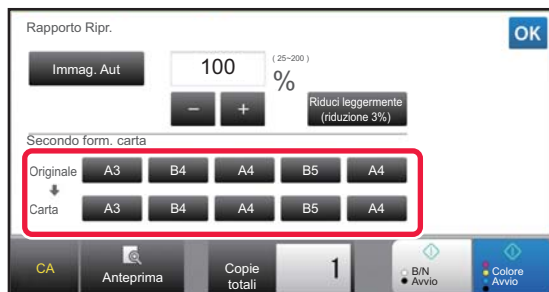 Rapporto Ripr.
OK
Immag. Aut
100
(25~200)
%
−
+
Riduci leggermente
(riduzione 3%)
Secondo form. carta
Originale A3 B4 A4 B5 A4
Carta A3 B4 A4 B5 A4
CA
Anteprima
Copie
totali
1
B/N
Avvio
Colore
Avvio